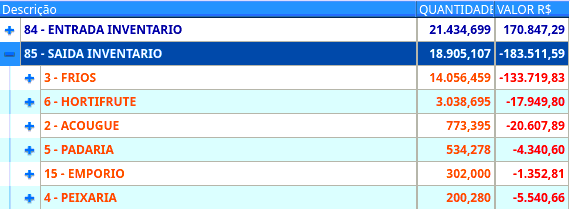 Descrição QUANTIDADE VALOR R$
84 - ENTRADA INVENTARIO 21.434,699 170.847,29
85 - SAIDA INVENTARIO 18.905,107 -183.511,59
3 - FRIOS 14.056,459 -133.719,83
6 - HORTIFRUTE 3.038,695 -17.949,80
2 - ACOUGUE 773,395 -20.607,89
5 - PADARIA 534,278 -4.340,60
15 - EMPORIO 302,000 -1.352,81
4 - PEIXARIA 200,280 -5.540,66